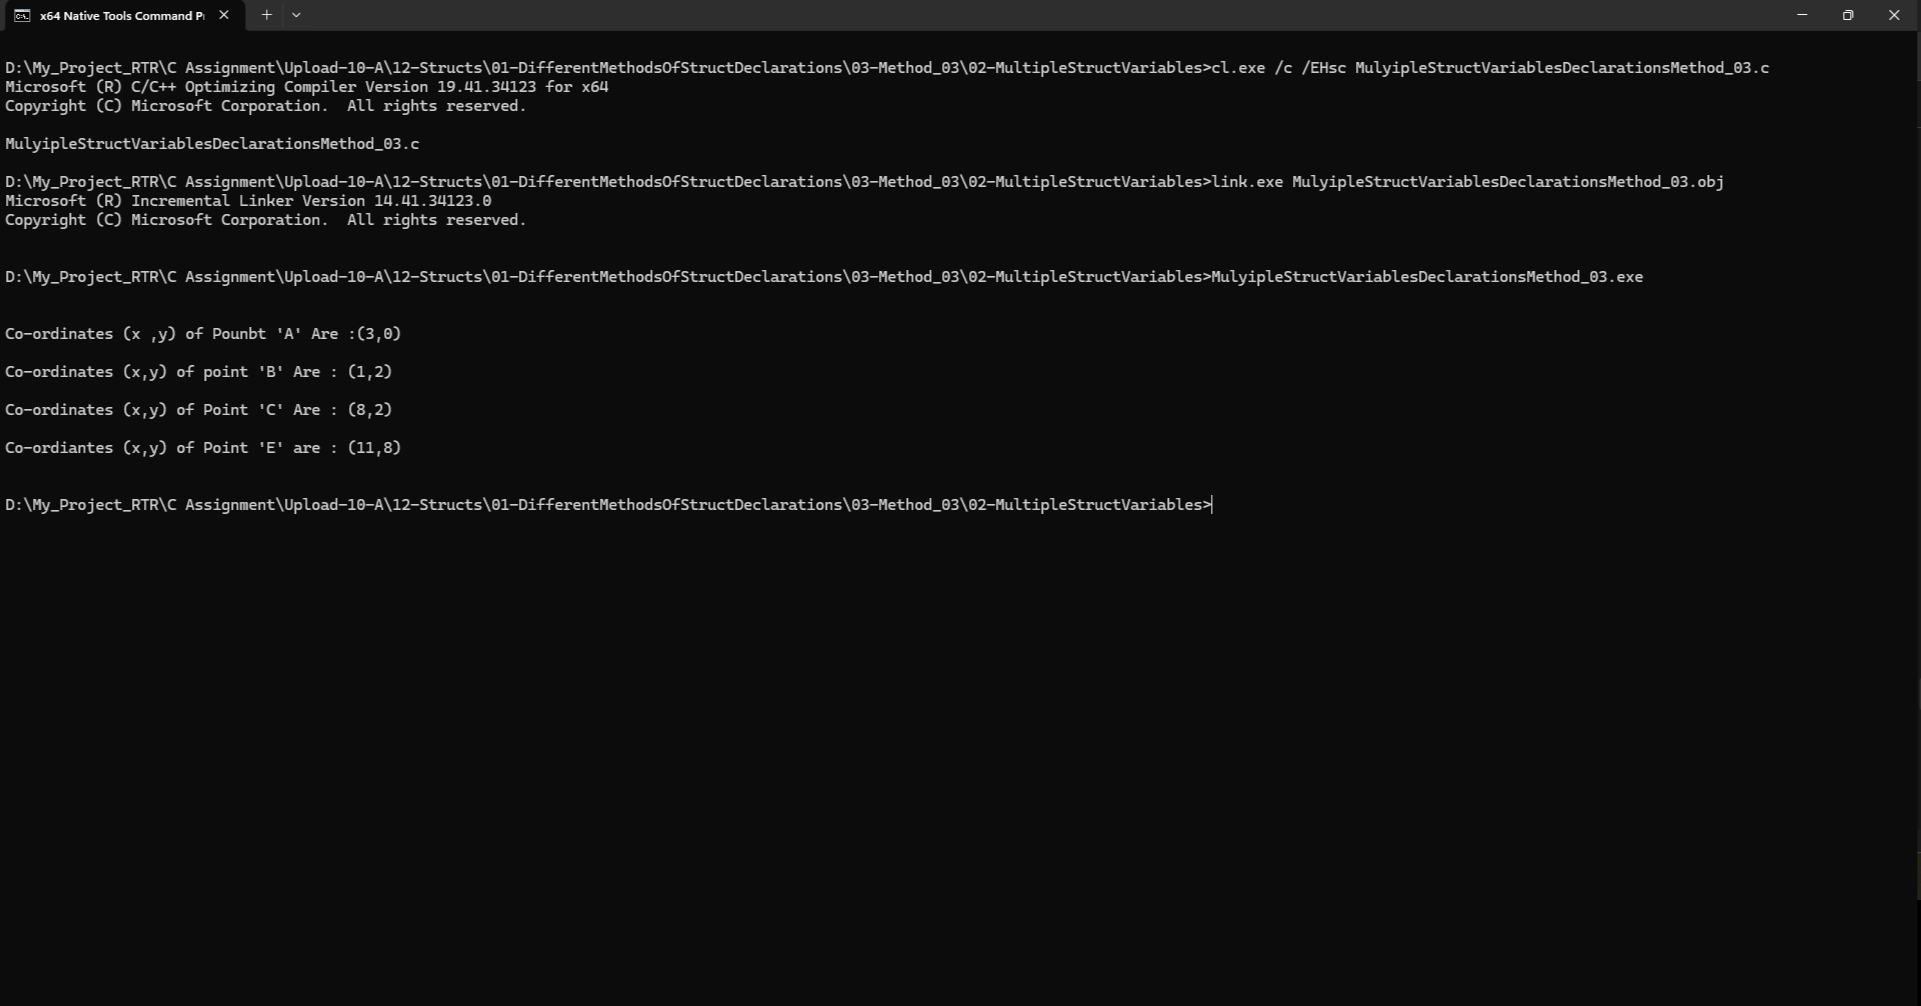 x64 Native Tools Command P
D:\My_Project_RTR\C Assignment\Upload-10-A\12-Structs\01-DifferentMethodsOfStructDeclarations\03-Method_03\02-MultipleStructVariables>cl.exe /c /EHsc MulyipleStructVariablesDeclarationsMethod_03.c
Microsoft (R) C/C++ Optimizing Compiler Version 19.41.34123 for x64
Copyright (C) Microsoft Corporation.  All rights reserved.
MulyipleStructVariablesDeclarationsMethod_03.c
D:\My_Project_RTR\C Assignment\Upload-10-A\12-Structs\01-DifferentMethodsOfStructDeclarations\03-Method_03\02-MultipleStructVariables>link.exe MulyipleStructVariablesDeclarationsMethod_03.obj
Microsoft (R) Incremental Linker Version 14.41.34123.0
Copyright (C) Microsoft Corporation.  All rights reserved.
D:\My_Project_RTR\C Assignment\Upload-10-A\12-Structs\01-DifferentMethodsOfStructDeclarations\03-Method_03\02-MultipleStructVariables>MulyipleStructVariablesDeclarationsMethod_03.exe
Co-ordinates (x ,y) of Pounbt 'A' Are :(3,0)
Co-ordinates (x,y) of point 'B' Are : (1,2)
Co-ordinates (x,y) of Point 'C' Are : (8,2)
Co-ordiantes (x,y) of Point 'E' are : (11,8)
D:\My_Project_RTR\C Assignment\Upload-10-A\12-Structs\01-DifferentMethodsOfStructDeclarations\03-Method_03\02-MultipleStructVariables>